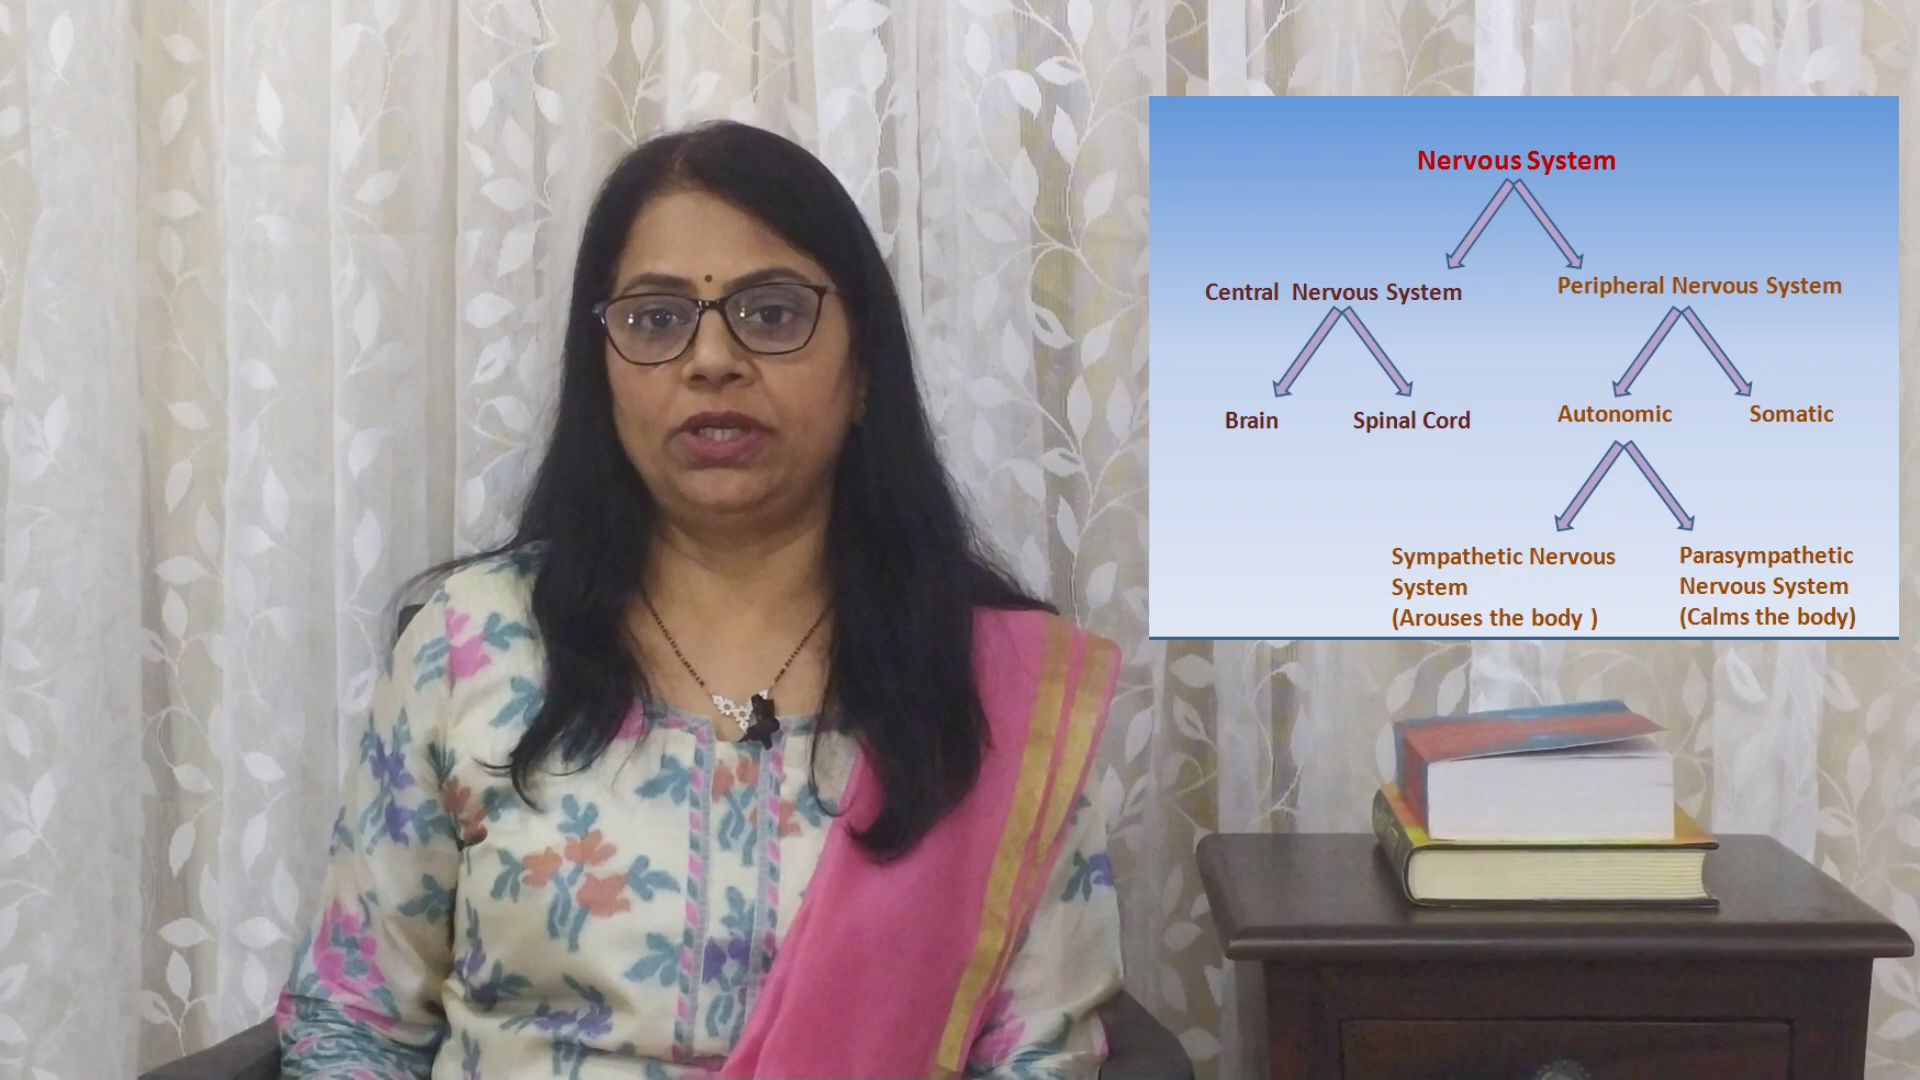 Nervous System
Central Nervous System
Peripheral Nervous System
Brain
Spinal Cord
Autonomic
Somatic
Sympathetic Nervous
System
(Arouses the body )
Parasympathetic
Nervous System
(Calms the body)